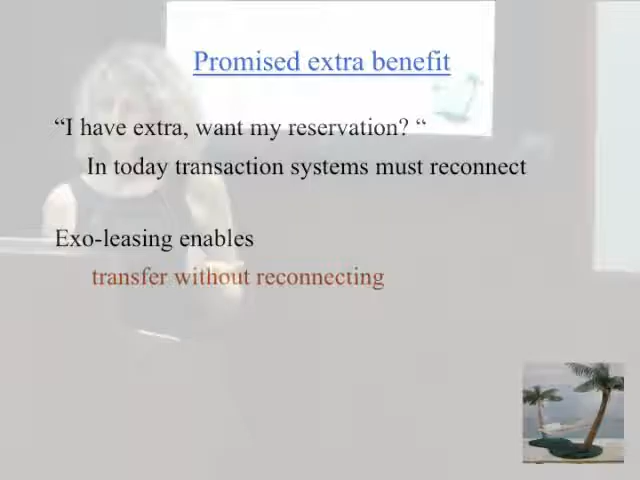 Promised extra benefit
“I have extra, want my reservation? “
In today transaction systems must reconnect
Exo-leasing enables
transfer without reconnecting